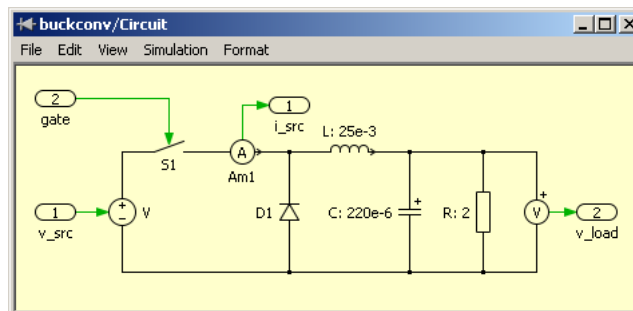 buckconv/Circuit
File Edit View Simulation Format
2
gate
1
i_src
S1
A
Am1
L: 25e-3
1
v_src
+
−
V
D1
C: 220e-6
+
R: 2
+
V
2
v_load